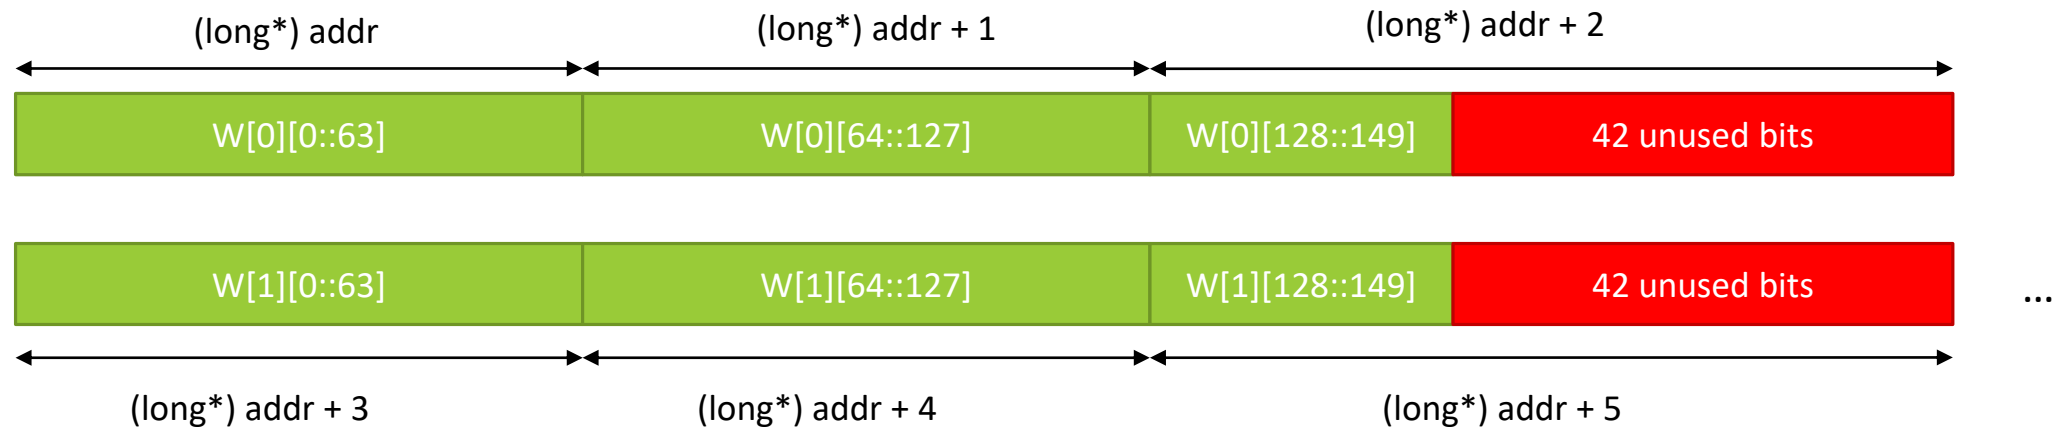 (long*) addr (long*) addr + 1 (long*) addr + 2
W[0][0::63] W[0][64::127] W[0][128::149] 42 unused bits
W[1][0::63] W[1][64::127] W[1][128::149] 42 unused bits ...
(long*) addr + 3 (long*) addr + 4 (long*) addr + 5